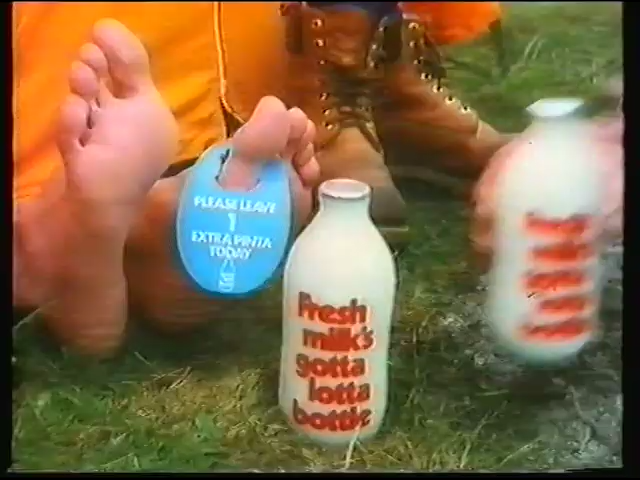 PLEASE LEAVE
1
EXTRA PINTA
TODAY
Fresh
milk's
gotta
lotta
bottle